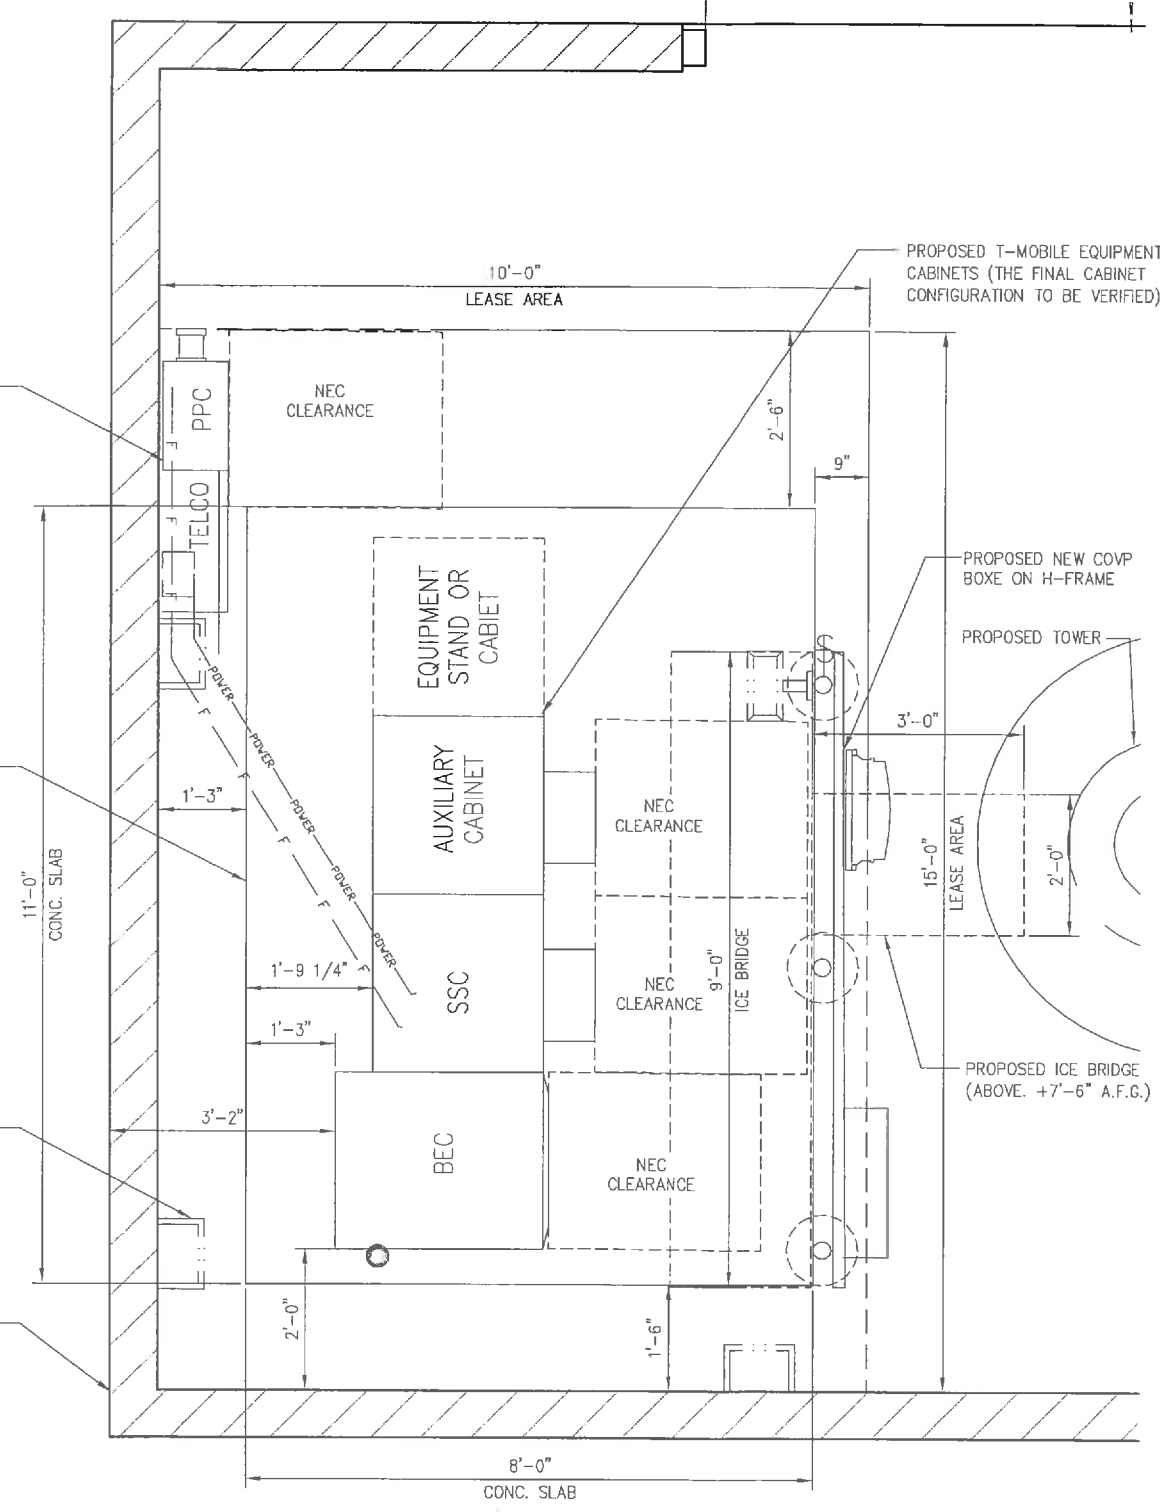 PROPOSED T-MOBILE EQUIPMENT
CABINETS (THE FINAL CABINET
CONFIGURATION TO BE VERIFIED)
10'-0"
LEASE AREA
PPC
NEC
CLEARANCE
2'-6"
9"
TELCO
F
F
F
PROPOSED NEW COVP
BOXE ON H-FRAME
EQUIPMENT
STAND OR
CABIET
S
PROPOSED TOWER
POWER
F
3'-0"
POWER
F
1'-3"
POWER
AUXILIARY
CABINET
NEC
CLEARANCE
F
15'-0"
LEASE AREA
2'-0"
11'-0"
CONC. SLAB
POWER
F
POWER
F
1'-9 1/4"
SSC
NEC
CLEARANCE
9'-0"
ICE BRIDGE
1'-3"
PROPOSED ICE BRIDGE
(ABOVE. +7'-6" A.F.G.)
3'-2"
BEC
NEC
CLEARANCE
2'-0"
1'-6"
8'-0"
CONC. SLAB